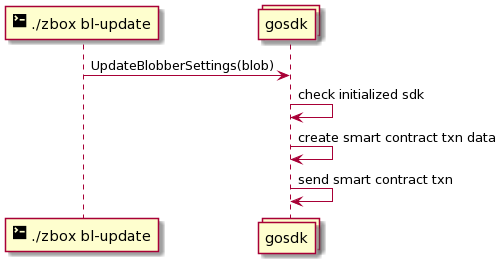 ./zbox bl-update
gosdk
UpdateBlobberSettings(blob)
check initialized sdk
create smart contract txn data
send smart contract txn
./zbox bl-update
gosdk